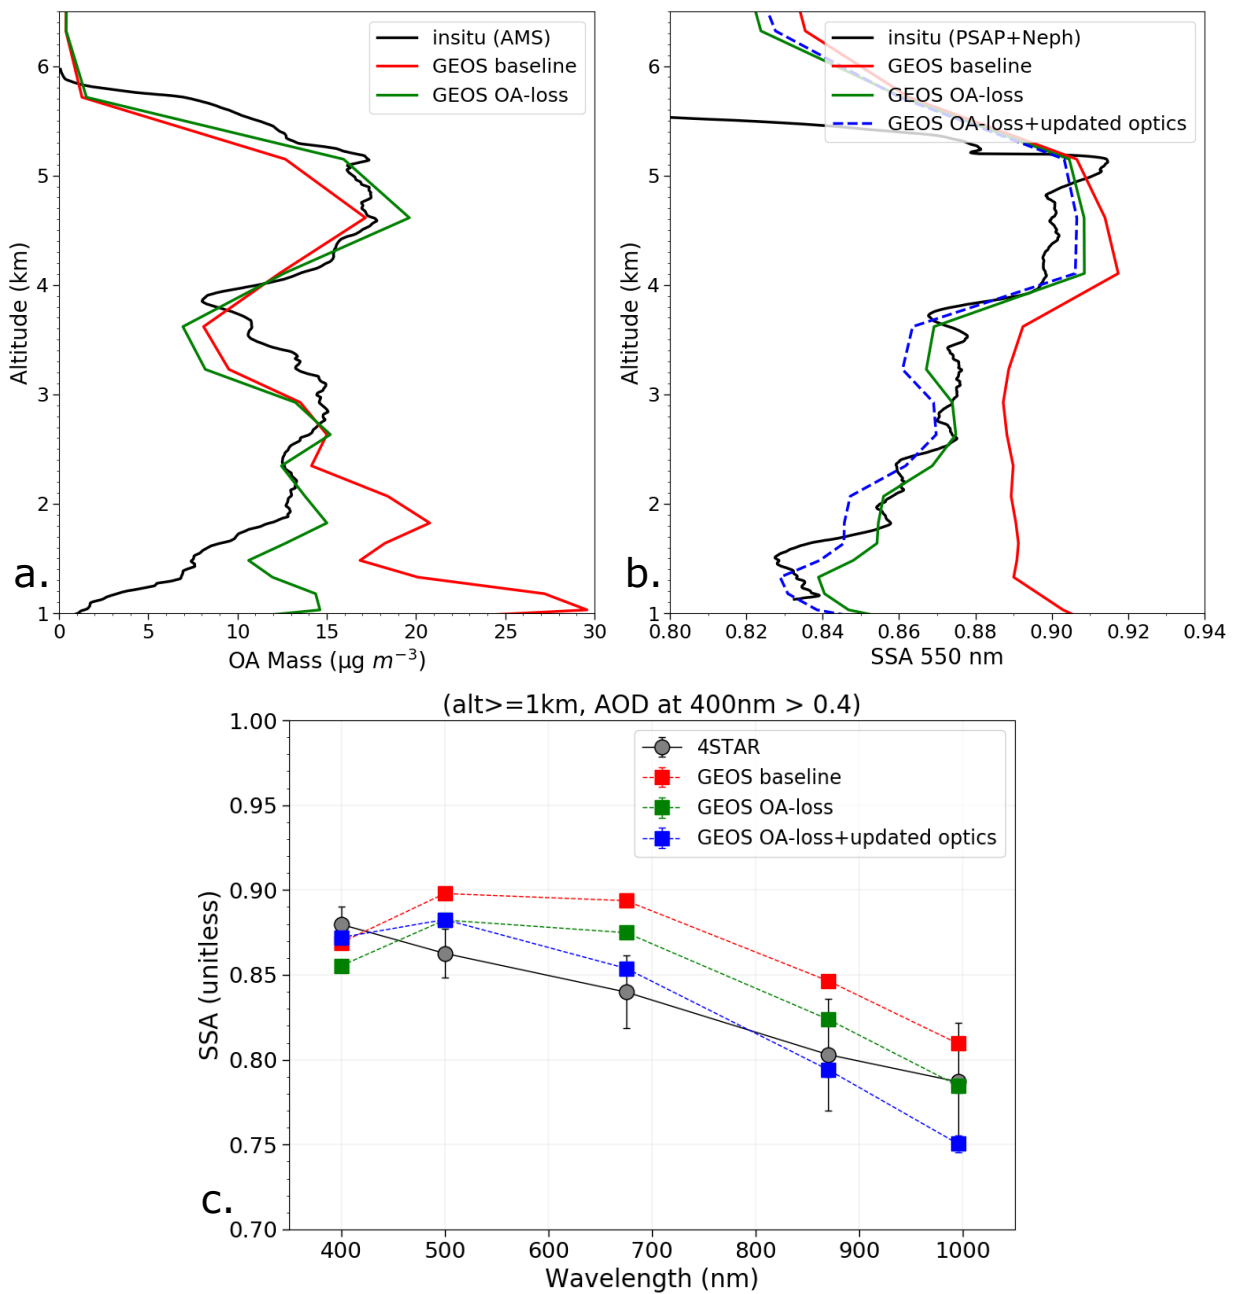 insitu (AMS)
GEOS baseline
GEOS OA-loss
6
5
4
3
2
1
Altitude (km)
a.
0 5 10 15 20 25 30
OA Mass (μg m⁻³)
insitu (PSAP+Neph)
GEOS baseline
GEOS OA-loss
GEOS OA-loss+updated optics
6
5
4
3
2
1
Altitude (km)
b.
0.80 0.82 0.84 0.86 0.88 0.90 0.92 0.94
SSA 550 nm
(alt>=1km, AOD at 400nm > 0.4)
4STAR
GEOS baseline
GEOS OA-loss
GEOS OA-loss+updated optics
1.00
0.95
0.90
0.85
0.80
0.75
0.70
SSA (unitless)
c.
400 500 600 700 800 900 1000
Wavelength (nm)